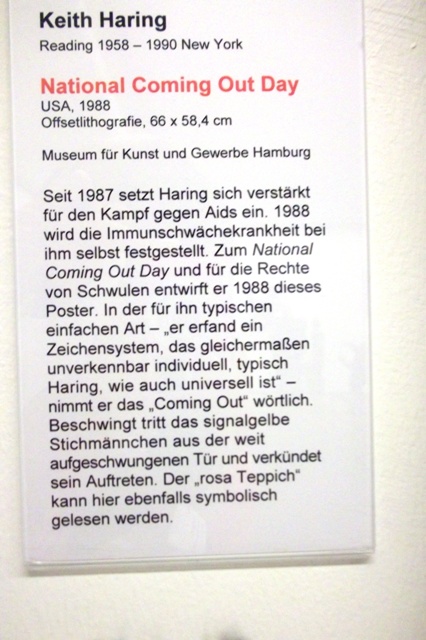 Keith Haring
Reading 1958 – 1990 New York
National Coming Out Day
USA, 1988
Offsetlithografie, 66 x 58,4 cm
Museum für Kunst und Gewerbe Hamburg
Seit 1987 setzt Haring sich verstärkt
für den Kampf gegen Aids ein. 1988
wird die Immunschwächekrankheit bei
ihm selbst festgestellt. Zum National
Coming Out Day und für die Rechte
von Schwulen entwirft er 1988 dieses
Poster. In der für ihn typischen
einfachen Art – „er erfand ein
Zeichensystem, das gleichermaßen
unverkennbar individuell, typisch
Haring, wie auch universell ist“ –
nimmt er das „Coming Out“ wörtlich.
Beschwingt tritt das signalgelbe
Stichmännchen aus der weit
aufgeschwungenen Tür und verkündet
sein Auftreten. Der „rosa Teppich“
kann hier ebenfalls symbolisch
gelesen werden.